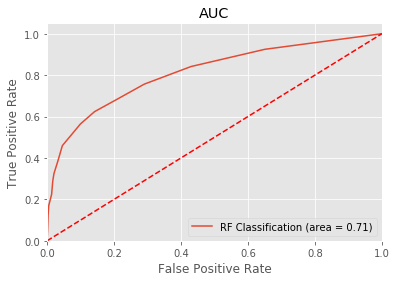 AUC
True Positive Rate
1.0
0.8
0.6
0.4
0.2
0.0
RF Classification (area = 0.71)
0.0 0.2 0.4 0.6 0.8 1.0
False Positive Rate